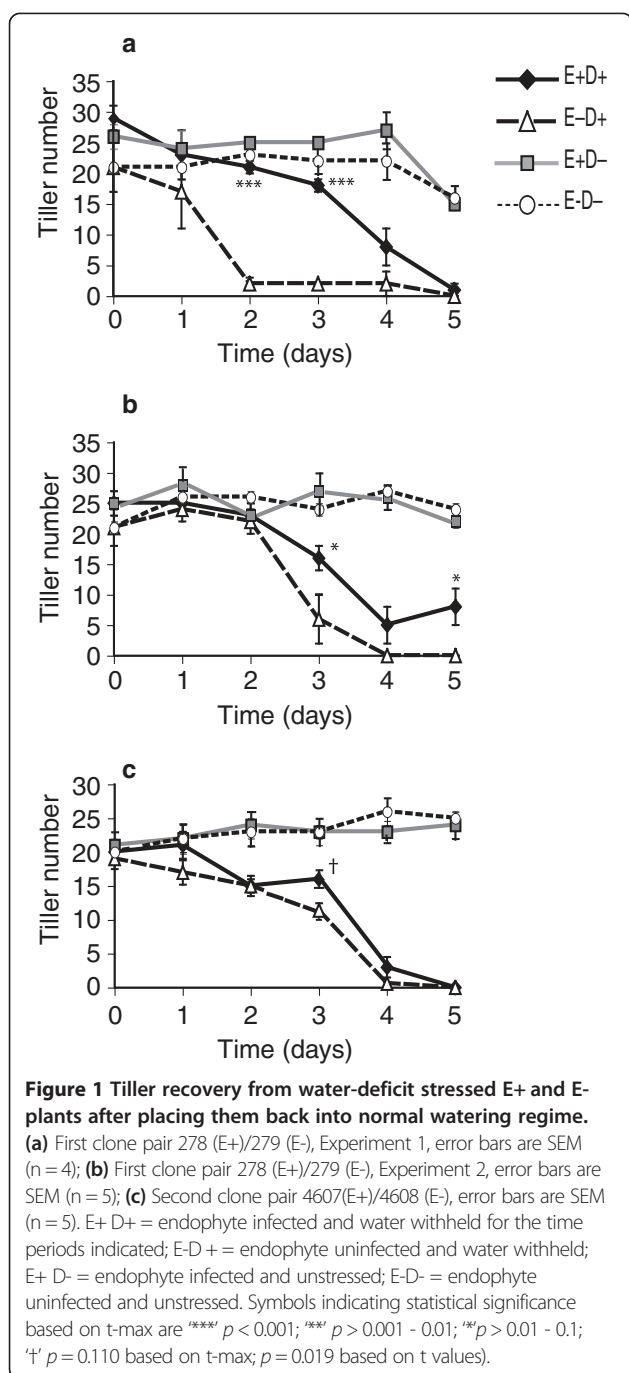 a
35
30
25
20
15
10
5
0
Tiller number
***
***
0 1 2 3 4 5
Time (days)
E+D+
E–D+
E+D–
E-D–
b
35
30
25
20
15
10
5
0
Tiller number
*
*
0 1 2 3 4 5
Time (days)
c
30
25
20
15
10
5
0
Tiller number
†
0 1 2 3 4 5
Time (days)
Figure 1 Tiller recovery from water-deficit stressed E+ and E-
plants after placing them back into normal watering regime.
(a) First clone pair 278 (E+)/279 (E-), Experiment 1, error bars are SEM
(n = 4); (b) First clone pair 278 (E+)/279 (E-), Experiment 2, error bars are
SEM (n = 5); (c) Second clone pair 4607(E+)/4608 (E-), error bars are SEM
(n = 5). E+ D+ = endophyte infected and water withheld for the time
periods indicated; E-D + = endophyte uninfected and water withheld;
E+ D- = endophyte infected and unstressed; E-D- = endophyte
uninfected and unstressed. Symbols indicating statistical significance
based on t-max are ‘***’ p < 0.001; ‘**’ p > 0.001 - 0.01; ‘*’p > 0.01 - 0.1;
‘†’ p = 0.110 based on t-max; p = 0.019 based on t values).